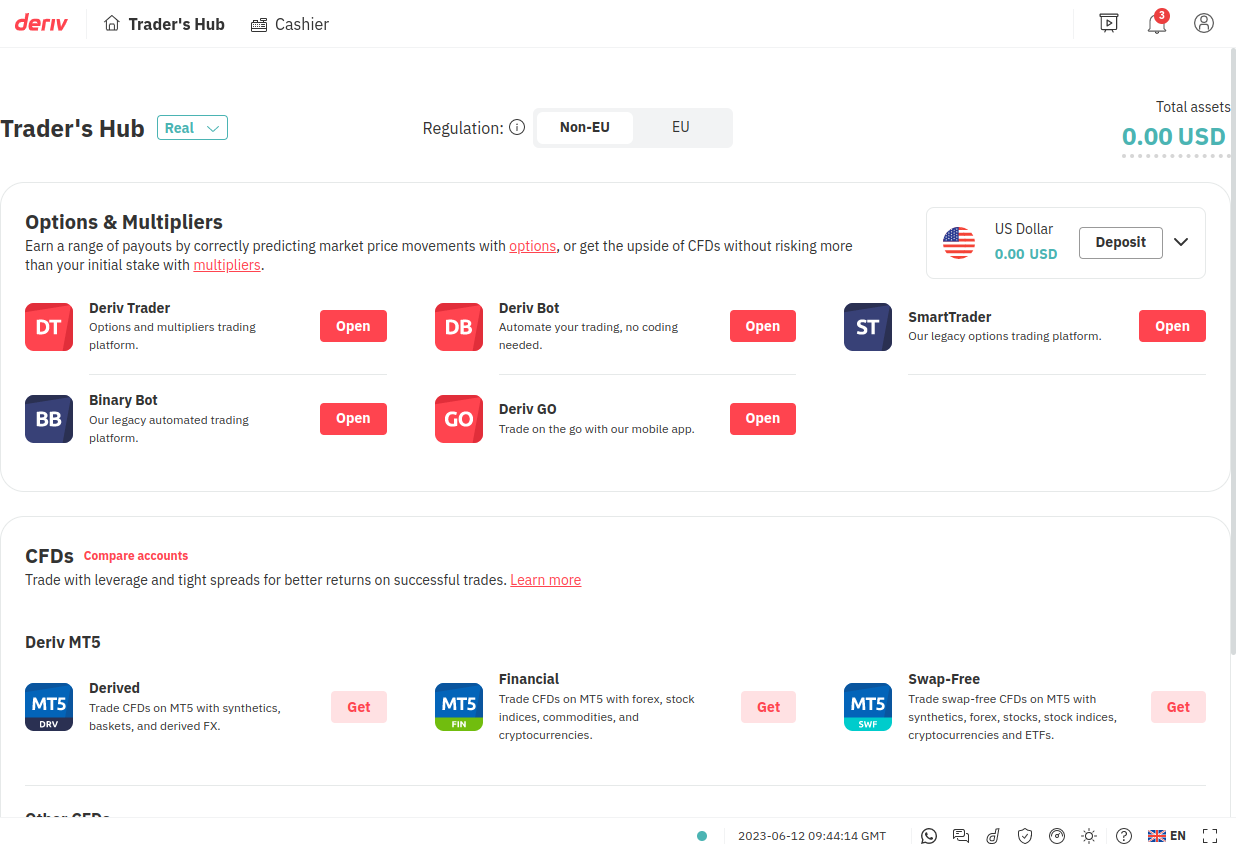 deriv
Trader's Hub
Cashier
3
Total assets
Trader's Hub
Real
Regulation:
Non-EU
EU
0.00 USD
Options & Multipliers
Earn a range of payouts by correctly predicting market price movements with options, or get the upside of CFDs without risking more
than your initial stake with multipliers.
US Dollar
0.00 USD
Deposit
DT
Deriv Trader
Options and multipliers trading
platform.
Open
DB
Deriv Bot
Automate your trading, no coding
needed.
Open
ST
SmartTrader
Our legacy options trading platform.
Open
BB
Binary Bot
Our legacy automated trading
platform.
Open
GO
Deriv GO
Trade on the go with our mobile app.
Open
CFDs
Compare accounts
Trade with leverage and tight spreads for better returns on successful trades. Learn more
Deriv MT5
MT5
DRV
Derived
Trade CFDs on MT5 with synthetics,
baskets, and derived FX.
Get
MT5
FIN
Financial
Trade CFDs on MT5 with forex, stock
indices, commodities, and
cryptocurrencies.
Get
MT5
SWF
Swap-Free
Trade swap-free CFDs on MT5 with
synthetics, forex, stocks, stock indices,
cryptocurrencies and ETFs.
Get
Other CFDs
2023-06-12 09:44:14 GMT
EN